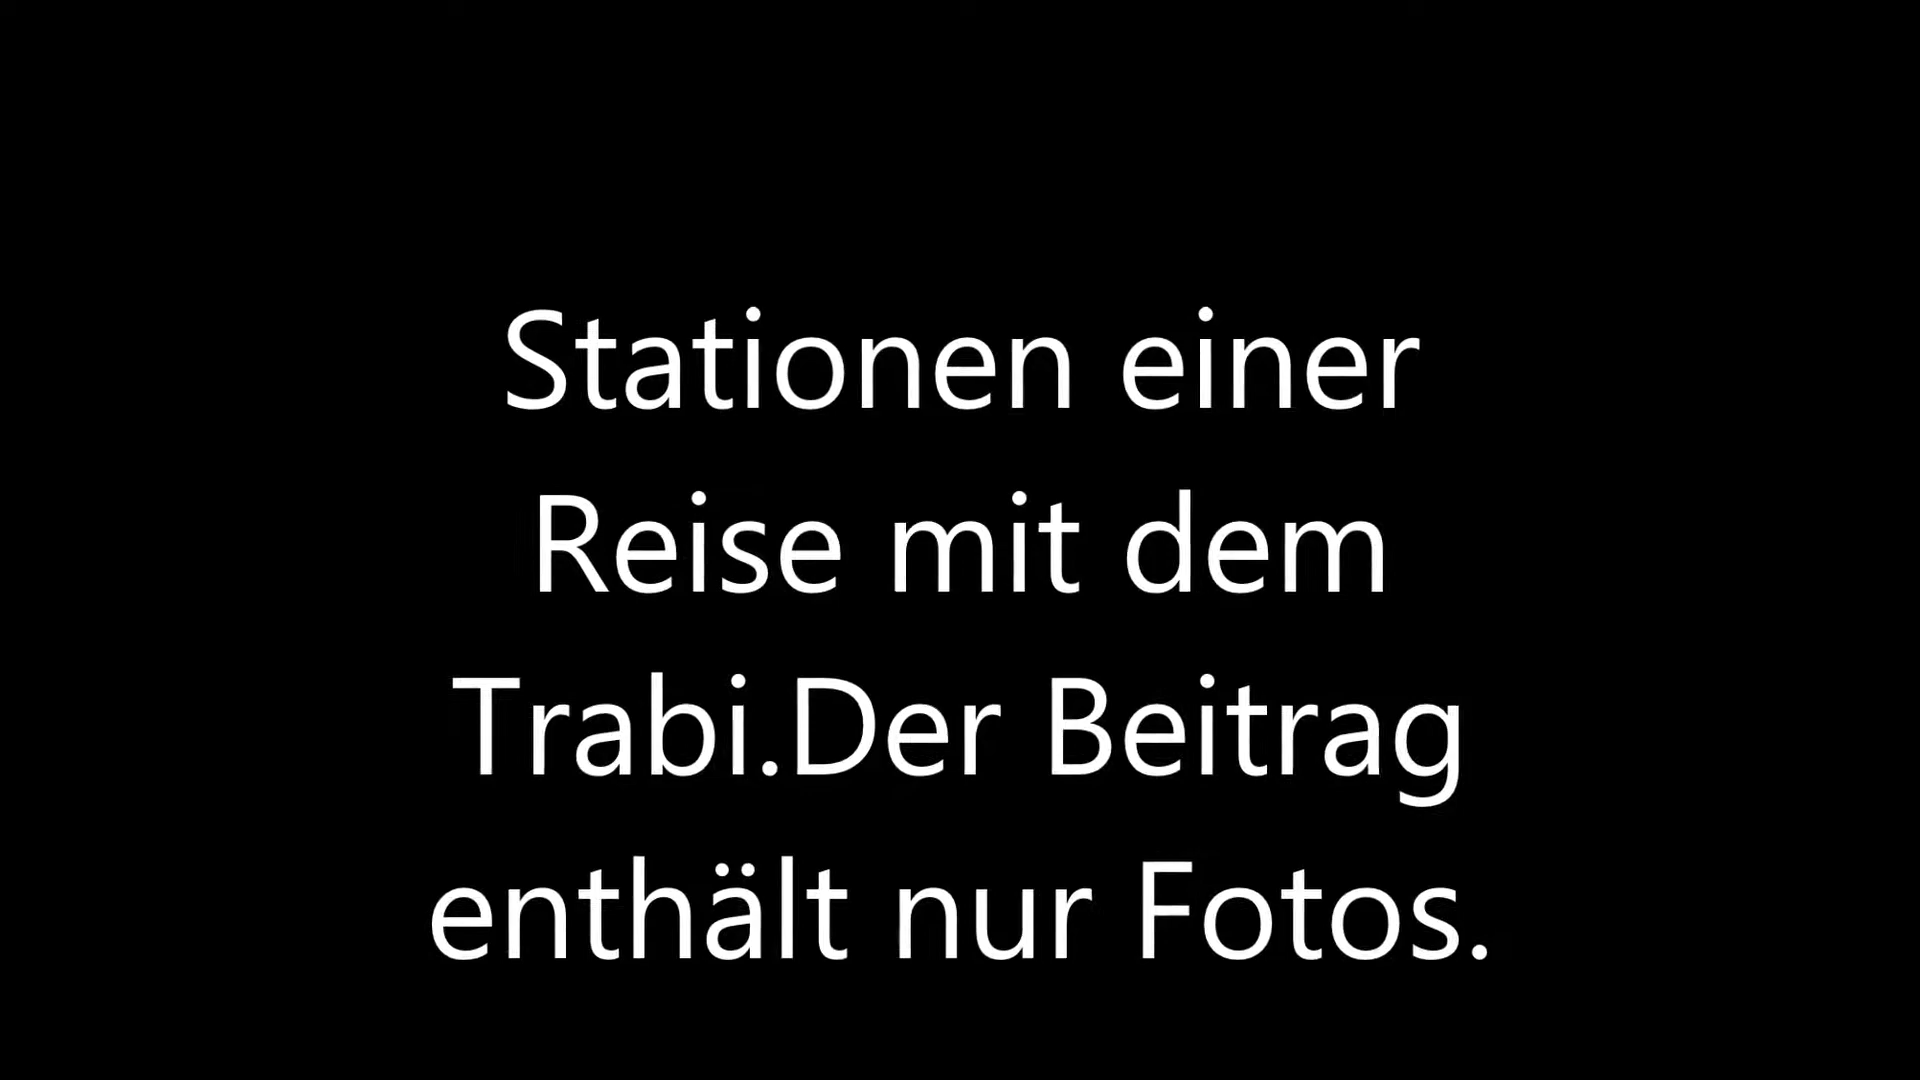 Stationen einer
Reise mit dem
Trabi.Der Beitrag
enthält nur Fotos.